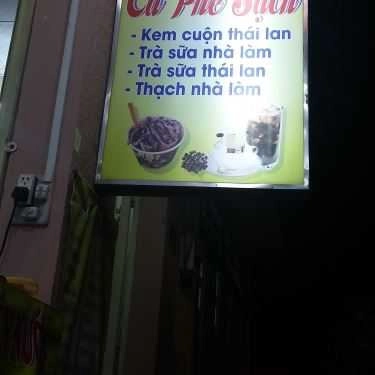 Cà Phê Sạch
- Kem cuộn thái lan
- Trà sữa nhà làm
- Trà sữa thái lan
- Thạch nhà làm